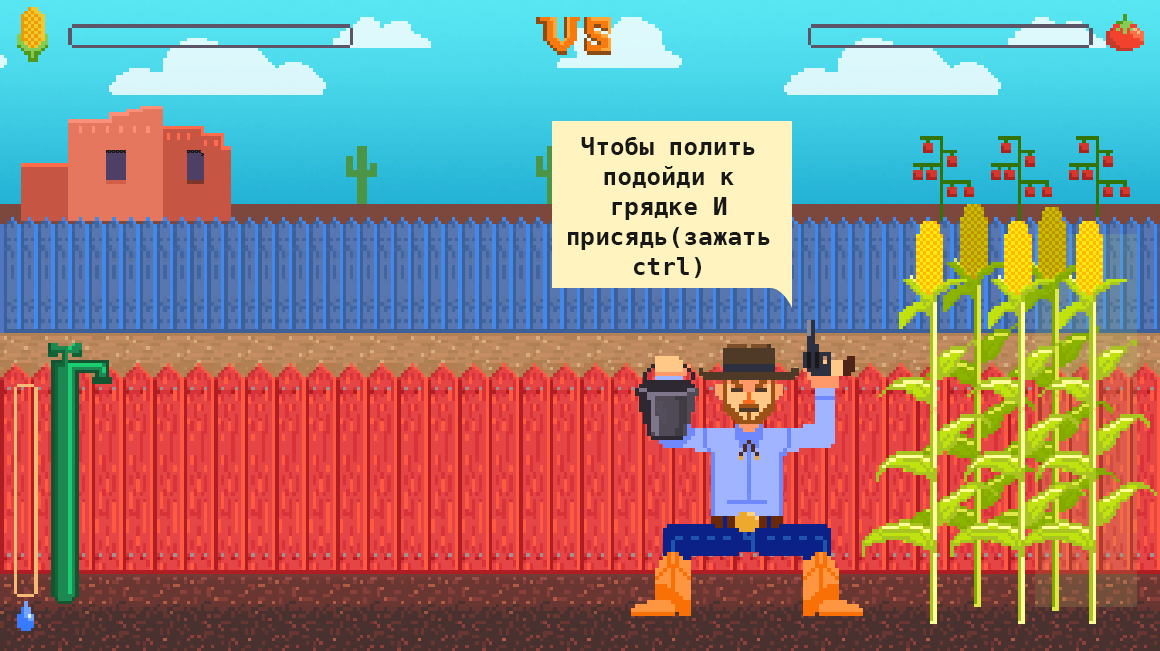 VS
Чтобы полить
подойди к
грядке И
присядь(зажать
ctrl)